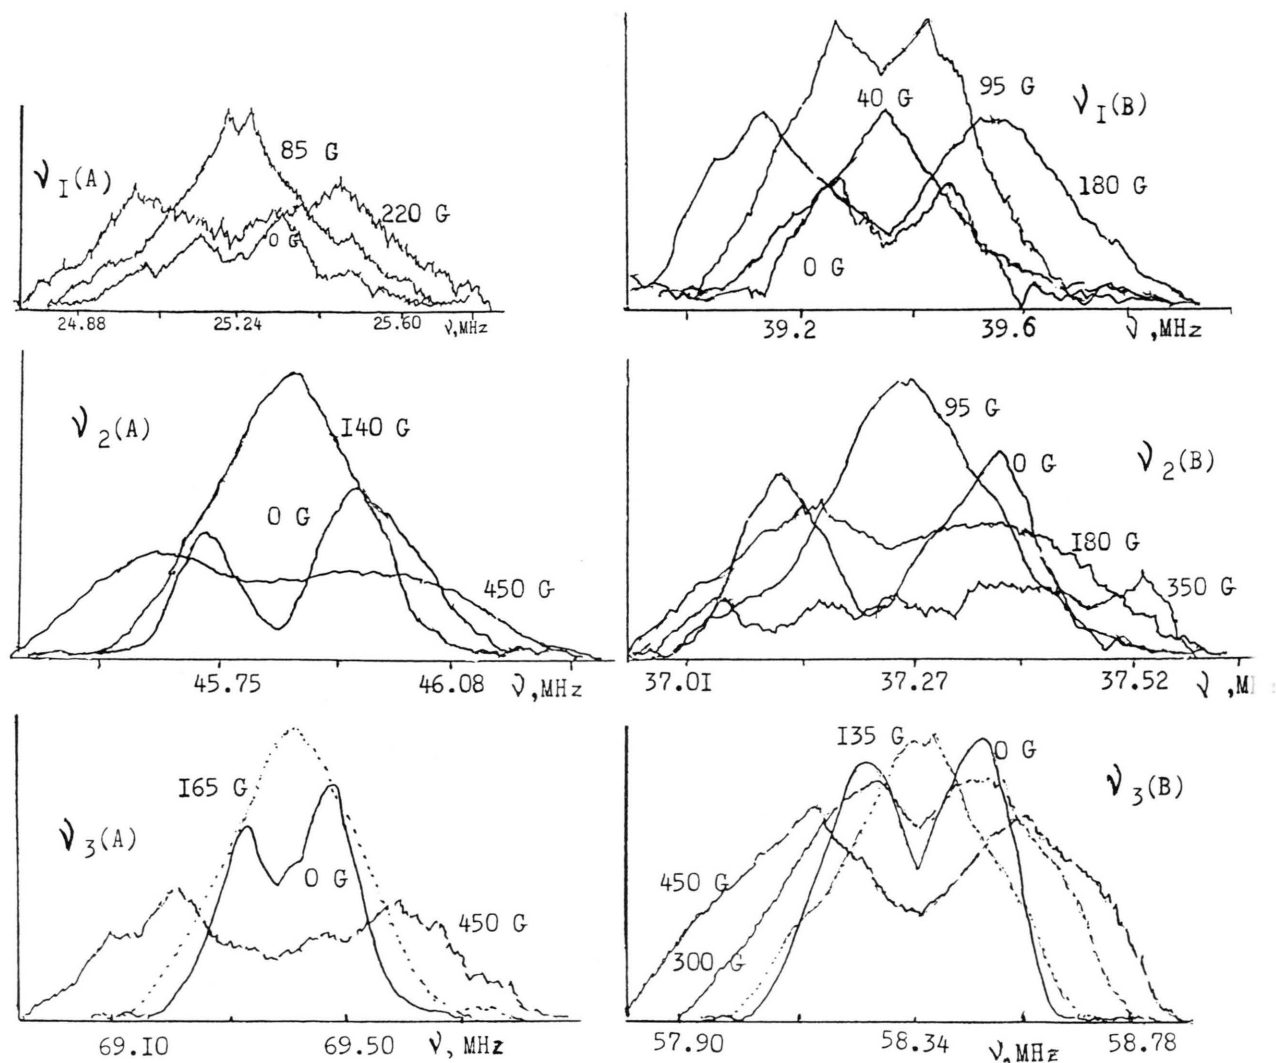 ν I(A)
85 G
220 G
0 G
24.88 25.24 25.60 ν,MHz
40 G
95 G
ν I(B)
180 G
0 G
39.2 39.6 ν,MHz
ν 2(A)
I40 G
0 G
450 G
45.75 46.08 ν,MHz
95 G
0 G
ν 2(B)
I80 G
350 G
37.0I 37.27 37.52 ν,M
I65 G
ν 3(A)
0 G
450 G
69.I0 69.50 ν, MHz
I35 G
0 G
ν 3(B)
450 G
300 G
57.90 58.34 ν, MHz 58.78